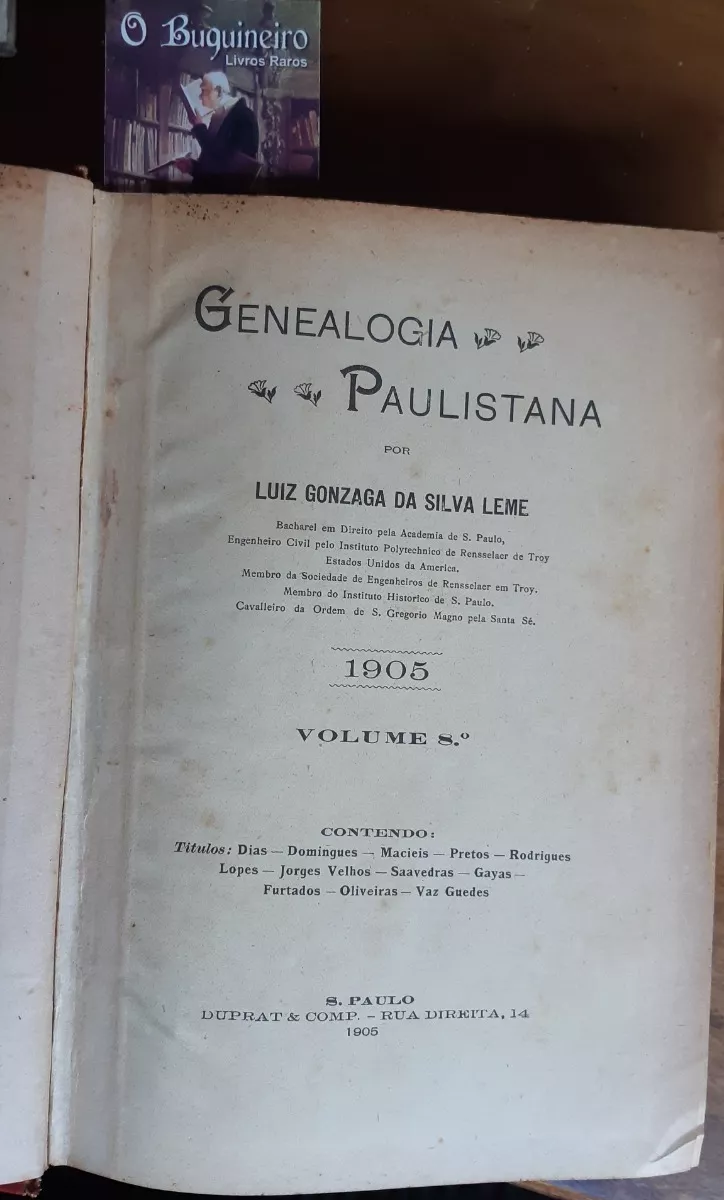 O Buquineiro
Livros Raros
GENEALOGIA
PAULISTANA
POR
LUIZ GONZAGA DA SILVA LEME
Bacharel em Direito pela Academia de S. Paulo,
Engenheiro Civil pelo Instituto Polytechnico de Rensselaer de Troy
Estados Unidos da America.
Membro da Sociedade de Engenheiros de Rensselaer em Troy.
Membro do Instituto Historico de S. Paulo.
Cavalleiro da Ordem de S. Gregorio Magno pela Santa Sé.
1905
VOLUME 8.º
CONTENDO:
Titulos: Dias — Domingues — Macieis — Pretos — Rodrigues
Lopes — Jorges Velhos — Saavedras — Gayas —
Furtados — Oliveiras — Vaz Guedes
S. PAULO
DUPRAT & COMP. - RUA DIREITA, 14
1905